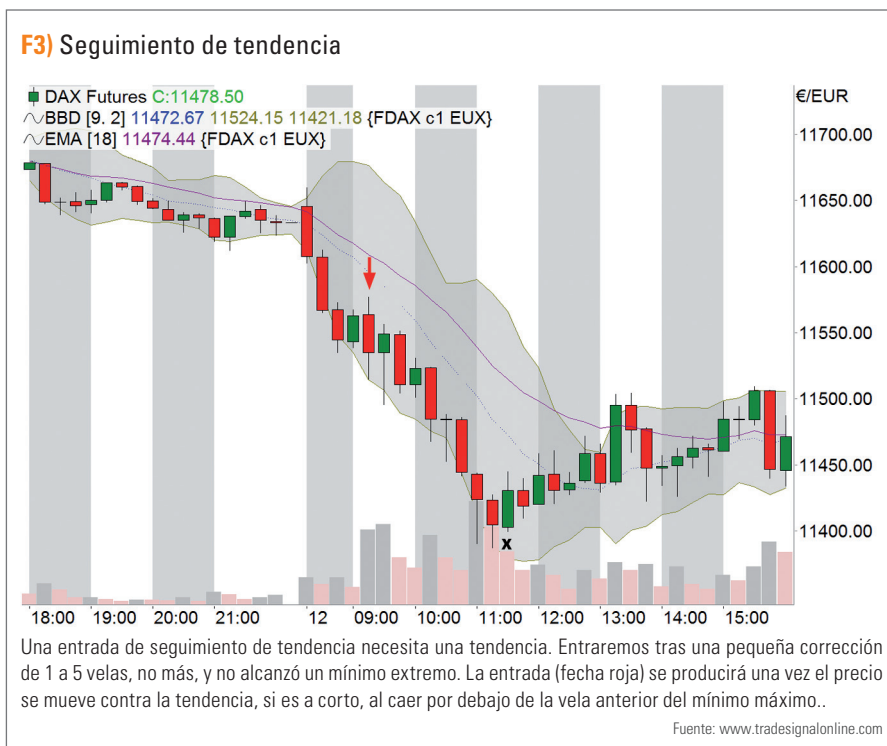 F3) Seguimiento de tendencia
DAX Futures C:11478.50
BBD [9. 2] 11472.67 11524.15 11421.18 {FDAX c1 EUX}
EMA [18] 11474.44 {FDAX c1 EUX}
€/EUR
11700.00
11650.00
11600.00
11550.00
11500.00
11450.00
11400.00
x
18:00 19:00 20:00 21:00 12 09:00 10:00 11:00 12:00 13:00 14:00 15:00
Una entrada de seguimiento de tendencia necesita una tendencia. Entraremos tras una pequeña corrección
de 1 a 5 velas, no más, y no alcanzó un mínimo extremo. La entrada (fecha roja) se producirá una vez el precio
se mueve contra la tendencia, si es a corto, al caer por debajo de la vela anterior del mínimo máximo..
Fuente: www.tradesignalonline.com